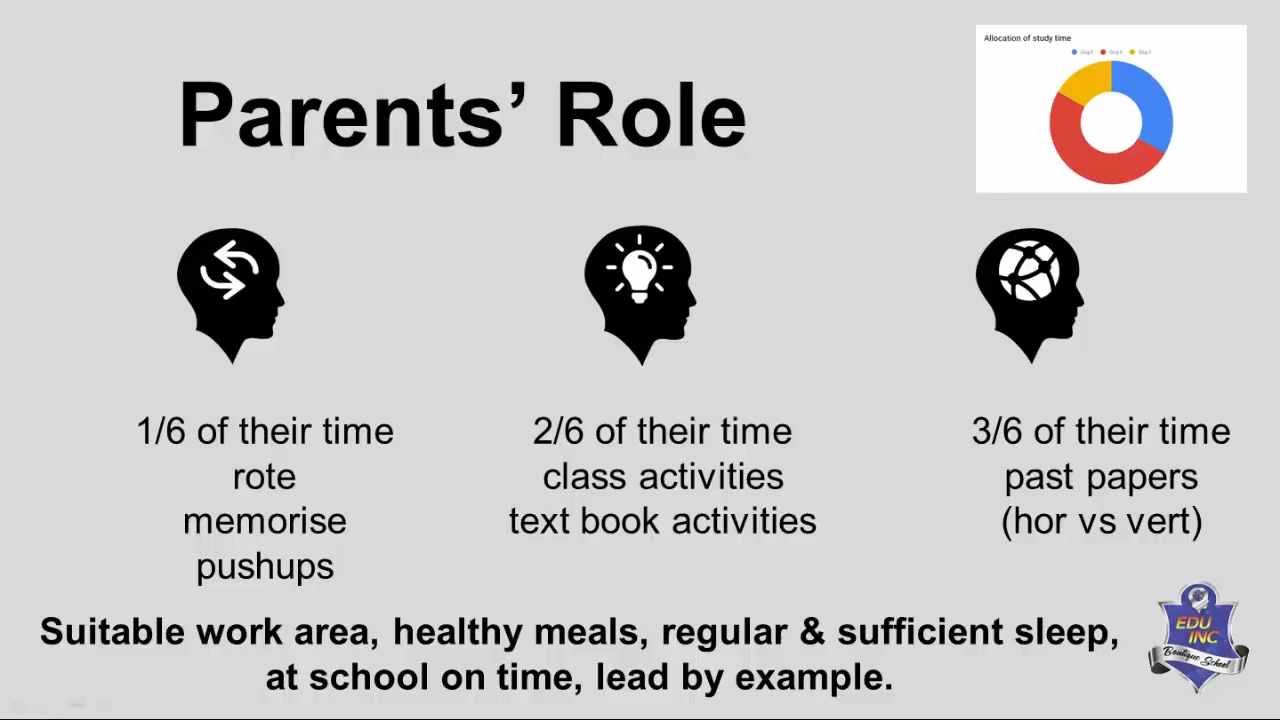 Allocation of study time
Parents’ Role
1/6 of their time
rote
memorise
pushups
2/6 of their time
class activities
text book activities
3/6 of their time
past papers
(hor vs vert)
Suitable work area, healthy meals, regular & sufficient sleep,
at school on time, lead by example.
EDU
INC
Boutique School